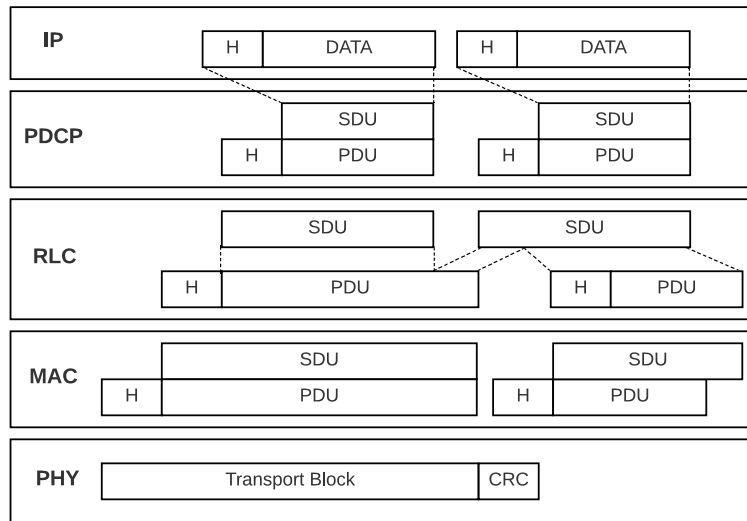 IP
H DATA H DATA
SDU SDU
PDCP
H PDU H PDU
SDU SDU
RLC
H PDU H PDU
SDU SDU
MAC
H PDU H PDU
PHY Transport Block CRC